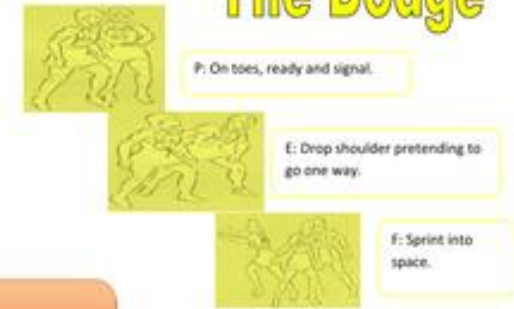 The Dodge
P: On toes, ready and signal.
E: Drop shoulder pretending to
go one way.
F: Sprint into
space.